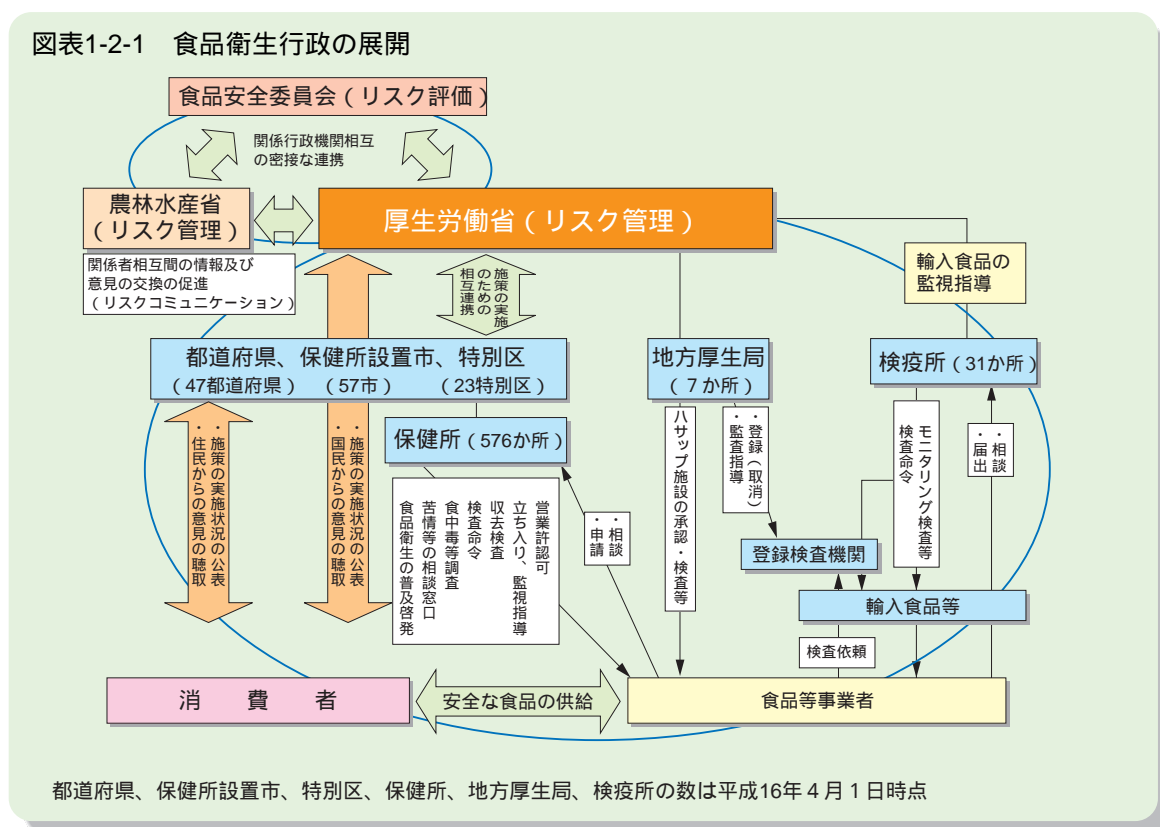 図表1-2-1　食品衛生行政の展開
食品安全委員会（リスク評価）
関係行政機関相互
の密接な連携
農林水産省
（リスク管理）
厚生労働省（リスク管理）
関係者相互間の情報及び
意見の交換の促進
（リスクコミュニケーション）
施策の実施
のための
相互連携
輸入食品の
監視指導
都道府県、保健所設置市、特別区
（47都道府県）　（57市）　（23特別区）
地方厚生局
（７か所）
検疫所（31か所）
保健所（576か所）
・施策の実施状況の公表
・住民からの意見の聴取
・施策の実施状況の公表
・国民からの意見の聴取
営業許認可
立ち入り、監視指導
収去検査
検査命令
食中毒等調査
苦情等の相談窓口
食品衛生の普及啓発
・相談
・申請
ハサップ施設の承認・検査等
・登録（取消）
・監査指導
モニタリング検査等
検査命令
・相談
・届出
登録検査機関
輸入食品等
検査依頼
消　費　者
安全な食品の供給
食品等事業者
都道府県、保健所設置市、特別区、保健所、地方厚生局、検疫所の数は平成16年４月１日時点